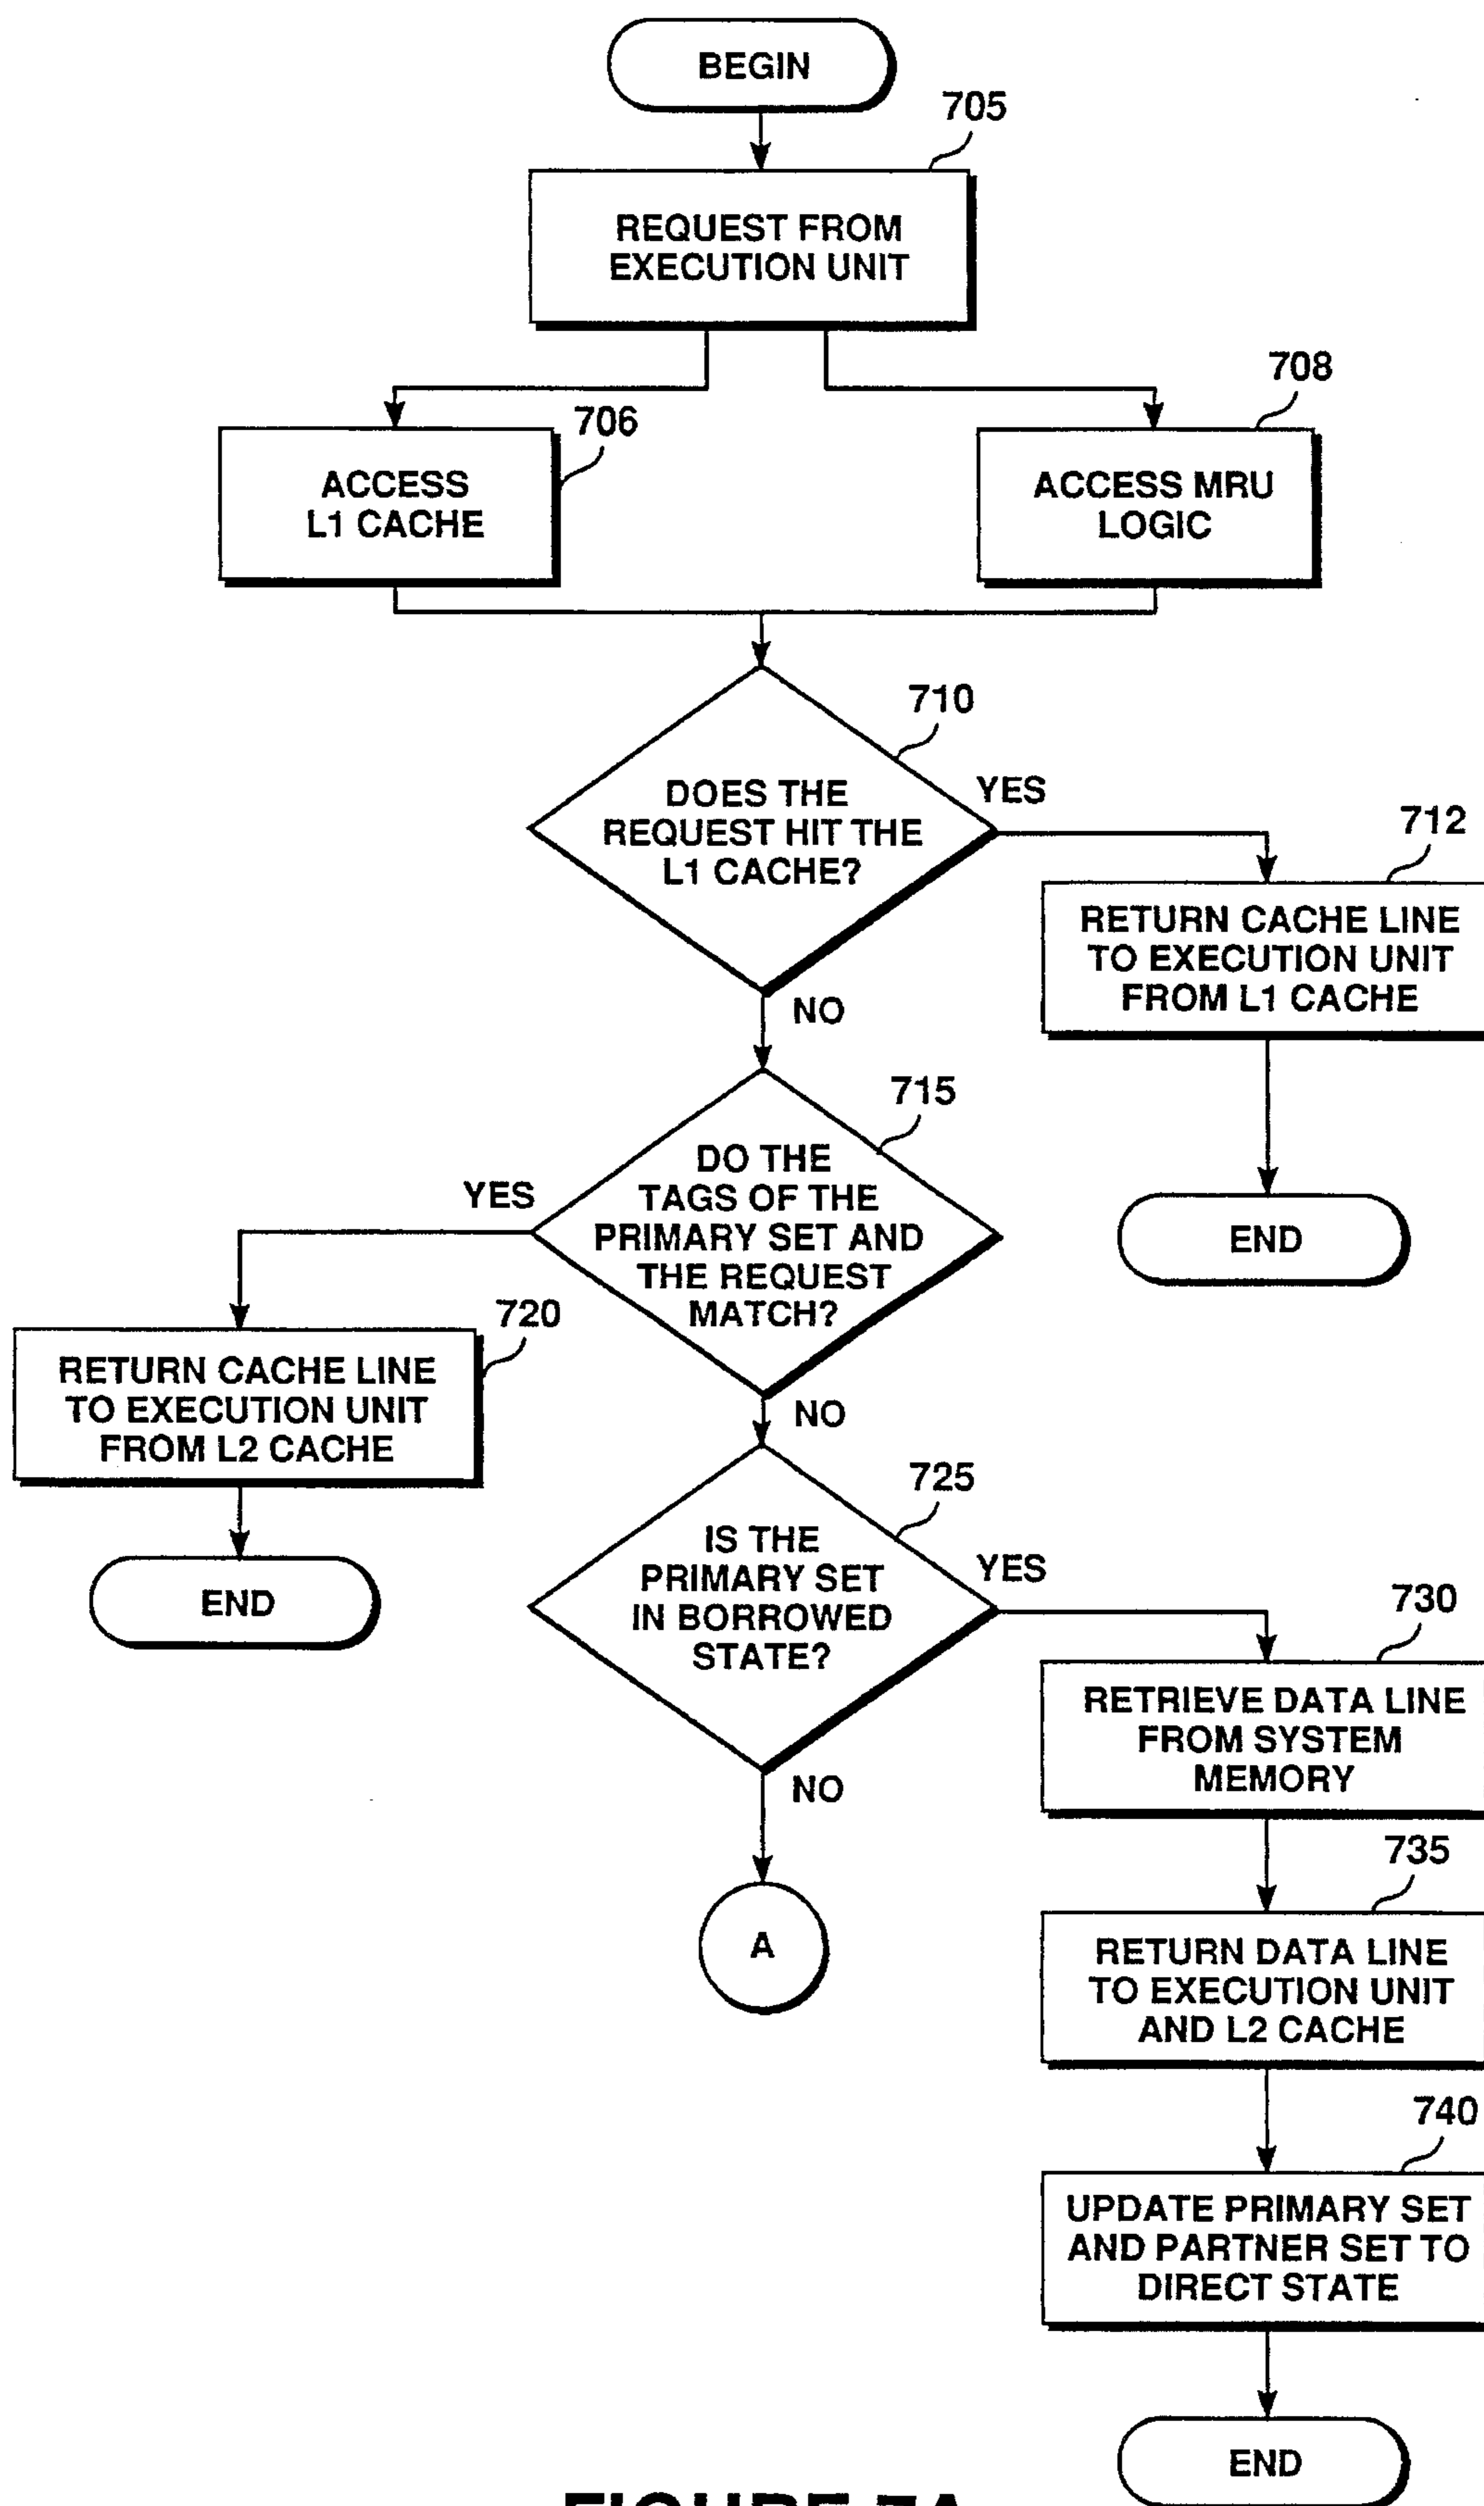 BEGIN
705
REQUEST FROM
EXECUTION UNIT
706
ACCESS
L1 CACHE
708
ACCESS MRU
LOGIC
710
DOES THE
REQUEST HIT THE
L1 CACHE?
YES
NO
712
RETURN CACHE LINE
TO EXECUTION UNIT
FROM L1 CACHE
END
715
DO THE
TAGS OF THE
PRIMARY SET AND
THE REQUEST
MATCH?
YES
NO
720
RETURN CACHE LINE
TO EXECUTION UNIT
FROM L2 CACHE
END
725
IS THE
PRIMARY SET
IN BORROWED
STATE?
YES
NO
A
730
RETRIEVE DATA LINE
FROM SYSTEM
MEMORY
735
RETURN DATA LINE
TO EXECUTION UNIT
AND L2 CACHE
740
UPDATE PRIMARY SET
AND PARTNER SET TO
DIRECT STATE
END
FIGURE 7A